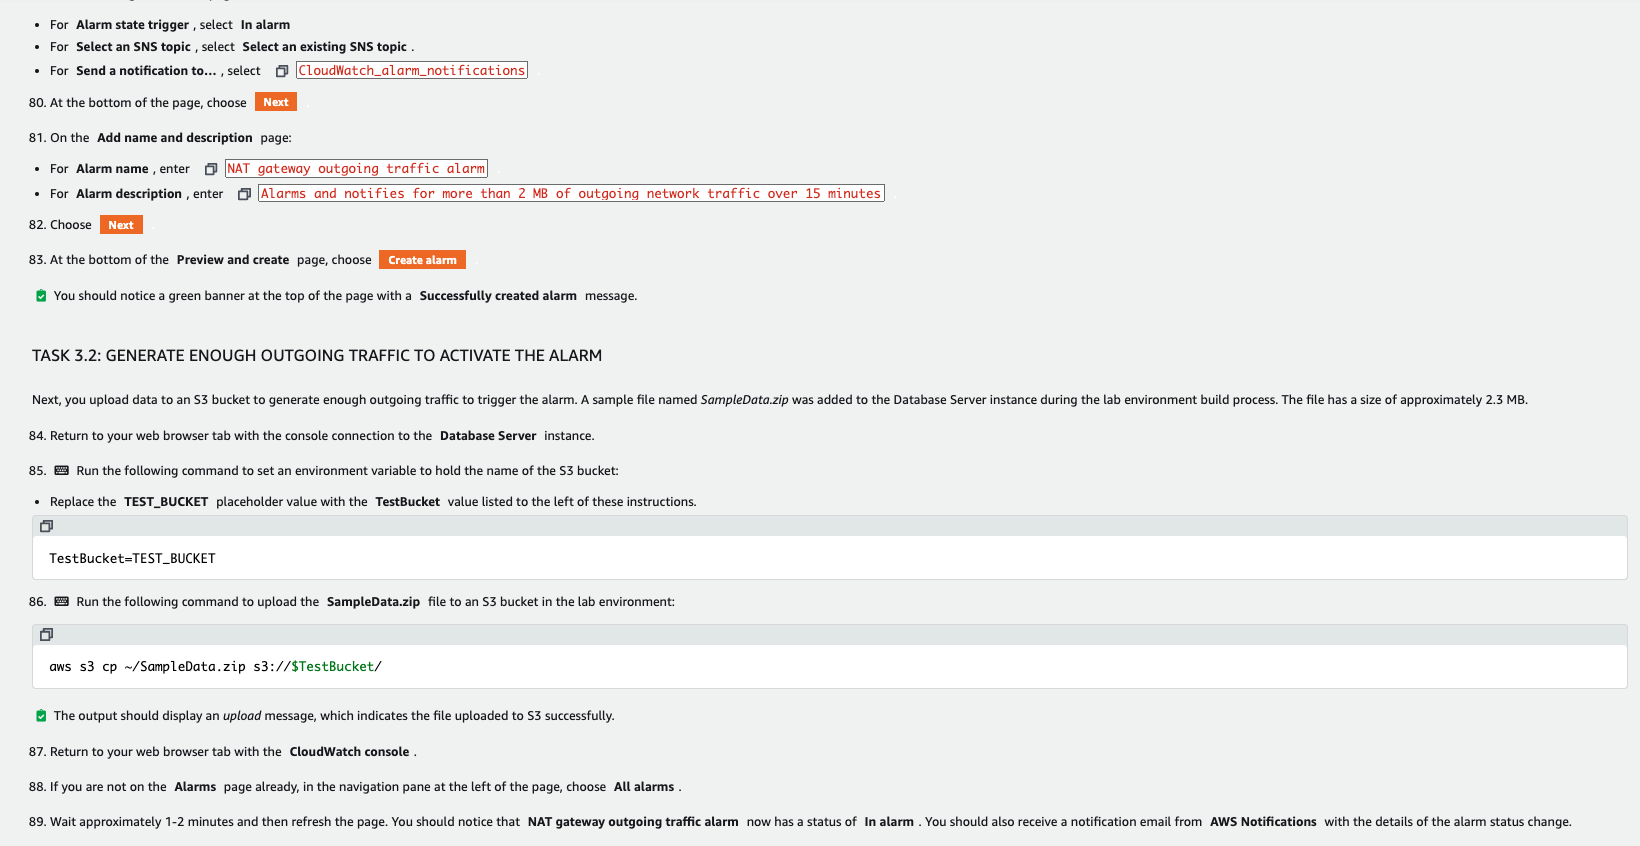 • For Alarm state trigger , select In alarm
• For Select an SNS topic , select Select an existing SNS topic .
• For Send a notification to... , select CloudWatch_alarm_notifications .
80. At the bottom of the page, choose Next
81. On the Add name and description page:
• For Alarm name , enter NAT gateway outgoing traffic alarm
• For Alarm description , enter Alarms and notifies for more than 2 MB of outgoing network traffic over 15 minutes
82. Choose Next
83. At the bottom of the Preview and create page, choose Create alarm
You should notice a green banner at the top of the page with a Successfully created alarm message.
TASK 3.2: GENERATE ENOUGH OUTGOING TRAFFIC TO ACTIVATE THE ALARM
Next, you upload data to an S3 bucket to generate enough outgoing traffic to trigger the alarm. A sample file named SampleData.zip was added to the Database Server instance during the lab environment build process. The file has a size of approximately 2.3 MB.
84. Return to your web browser tab with the console connection to the Database Server instance.
85. Run the following command to set an environment variable to hold the name of the S3 bucket:
• Replace the TEST_BUCKET placeholder value with the TestBucket value listed to the left of these instructions.
TestBucket=TEST_BUCKET
86. Run the following command to upload the SampleData.zip file to an S3 bucket in the lab environment:
aws s3 cp ~/SampleData.zip s3://$TestBucket/
The output should display an upload message, which indicates the file uploaded to S3 successfully.
87. Return to your web browser tab with the CloudWatch console .
88. If you are not on the Alarms page already, in the navigation pane at the left of the page, choose All alarms .
89. Wait approximately 1-2 minutes and then refresh the page. You should notice that NAT gateway outgoing traffic alarm now has a status of In alarm . You should also receive a notification email from AWS Notifications with the details of the alarm status change.